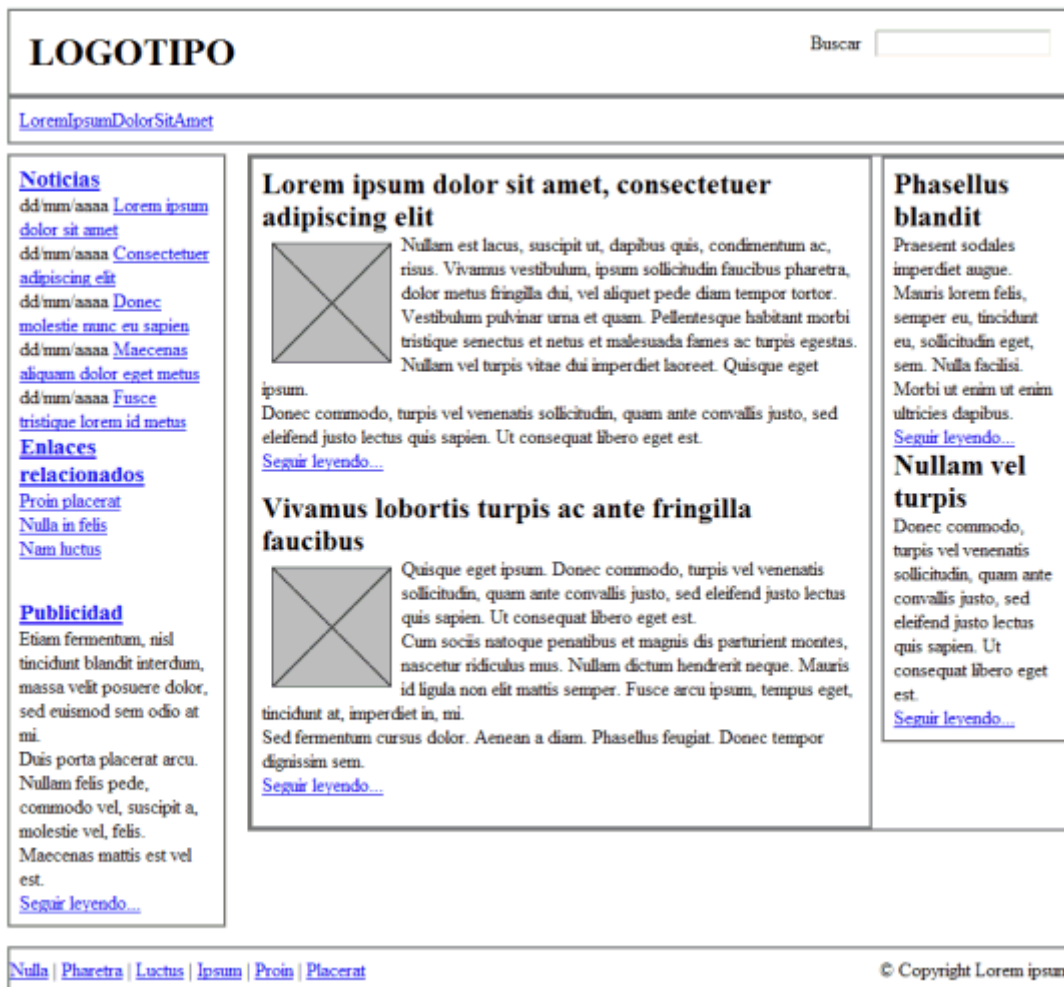 LOGOTIPO
Buscar
LoremIpsumDolorSitAmet
Noticias
dd/mm/aaaa Lorem ipsum
dolor sit amet
dd/mm/aaaa Consectetuer
adipiscing elit
dd/mm/aaaa Donec
molestie nunc eu sapien
dd/mm/aaaa Maecenas
aliquam dolor eget metus
dd/mm/aaaa Fusce
tristique lorem id metus
Enlaces
relacionados
Proin placerat
Nulla in felis
Nam luctus
Publicidad
Etiam fermentum, nisl
tincidunt blandit interdum,
massa velit posuere dolor,
sed euismod sem odio at
mi.
Duis porta placerat arcu.
Nullam felis pede,
commodo vel, suscipit a,
molestie vel, felis.
Maecenas mattis est vel
est.
Seguir leyendo...
Lorem ipsum dolor sit amet, consectetuer
adipiscing elit
Nullam est lacus, suscipit ut, dapibus quis, condimentum ac,
risus. Vivamus vestibulum, ipsum sollicitudin faucibus pharetra,
dolor metus fringilla dui, vel aliquet pede diam tempor tortor.
Vestibulum pulvinar urna et quam. Pellentesque habitant morbi
tristique senectus et netus et malesuada fames ac turpis egestas.
Nullam vel turpis vitae dui imperdiet laoreet. Quisque eget
ipsum.
Donec commodo, turpis vel venenatis sollicitudin, quam ante convallis justo, sed
eleifend justo lectus quis sapien. Ut consequat libero eget est.
Seguir leyendo...
Vivamus lobortis turpis ac ante fringilla
faucibus
Quisque eget ipsum. Donec commodo, turpis vel venenatis
sollicitudin, quam ante convallis justo, sed eleifend justo lectus
quis sapien. Ut consequat libero eget est.
Cum sociis natoque penatibus et magnis dis parturient montes,
nascetur ridiculus mus. Nullam dictum hendrerit neque. Mauris
id ligula non elit mattis semper. Fusce arcu ipsum, tempus eget,
tincidunt at, imperdiet in, mi.
Sed fermentum cursus dolor. Aenean a diam. Phasellus feugiat. Donec tempor
dignissim sem.
Seguir leyendo...
Phasellus
blandit
Praesent sodales
imperdiet augue.
Mauris lorem felis,
semper eu, tincidunt
eu, sollicitudin eget,
sem. Nulla facilisi.
Morbi ut enim ut enim
ultricies dapibus.
Seguir leyendo...
Nullam vel
turpis
Donec commodo,
turpis vel venenatis
sollicitudin, quam ante
convallis justo, sed
eleifend justo lectus
quis sapien. Ut
consequat libero eget
est.
Seguir leyendo...
Nulla | Pharetra | Luctus | Ipsum | Proin | Placerat
© Copyright Lorem ipsum